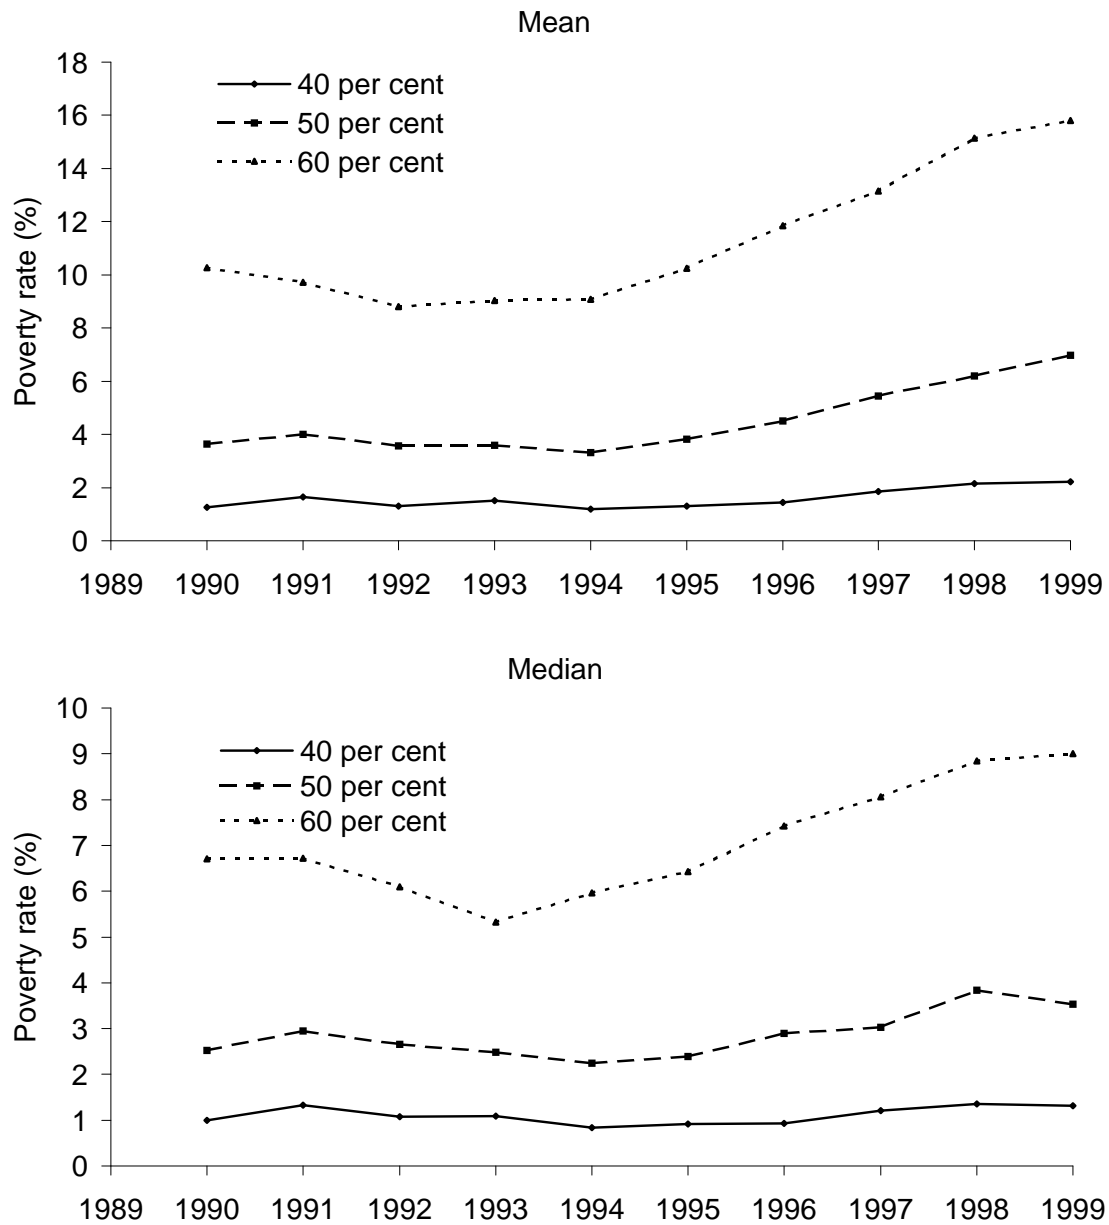 Mean
18
16
14
12
10
8
6
4
2
0
Poverty rate (%)
40 per cent
50 per cent
60 per cent
1989 1990 1991 1992 1993 1994 1995 1996 1997 1998 1999
Median
10
9
8
7
6
5
4
3
2
1
0
Poverty rate (%)
40 per cent
50 per cent
60 per cent
1989 1990 1991 1992 1993 1994 1995 1996 1997 1998 1999